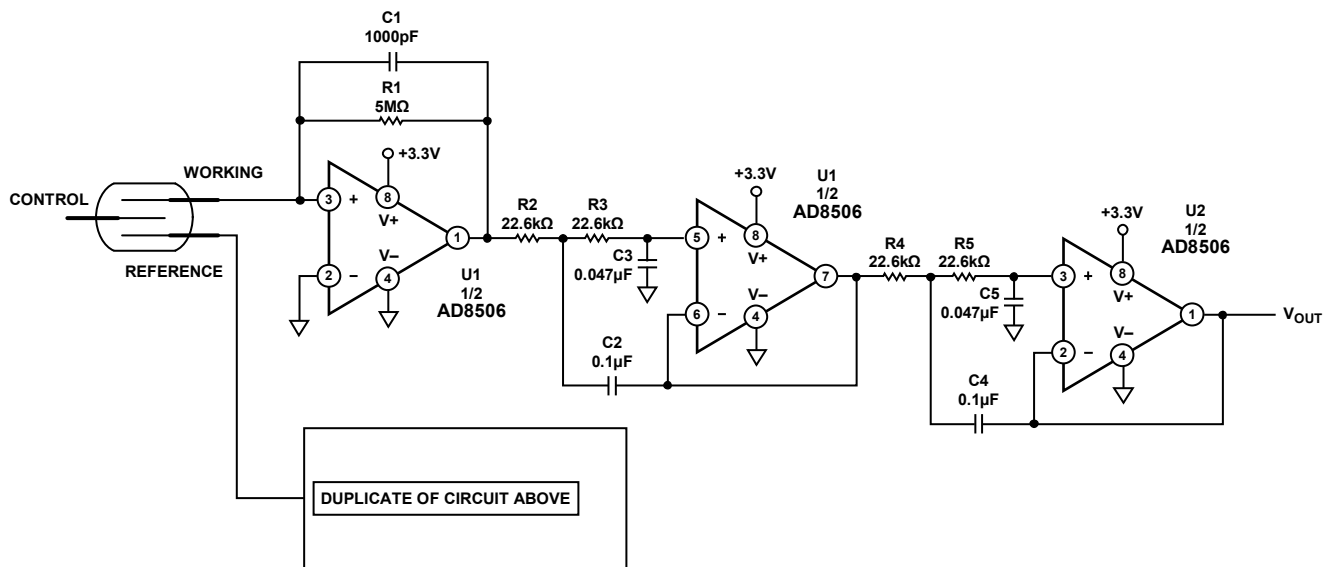 C1
1000pF
R1
5MΩ
+3.3V
WORKING
CONTROL
REFERENCE
3
+
8
V+
1
2
–
V–
4
U1
1/2
AD8506
R2
22.6kΩ
R3
22.6kΩ
C3
0.047µF
C2
0.1µF
+3.3V
U1
1/2
AD8506
5
+
8
V+
7
6
–
V–
4
R4
22.6kΩ
R5
22.6kΩ
C5
0.047µF
C4
0.1µF
+3.3V
U2
1/2
AD8506
3
+
8
V+
1
2
–
V–
4
VOUT
DUPLICATE OF CIRCUIT ABOVE